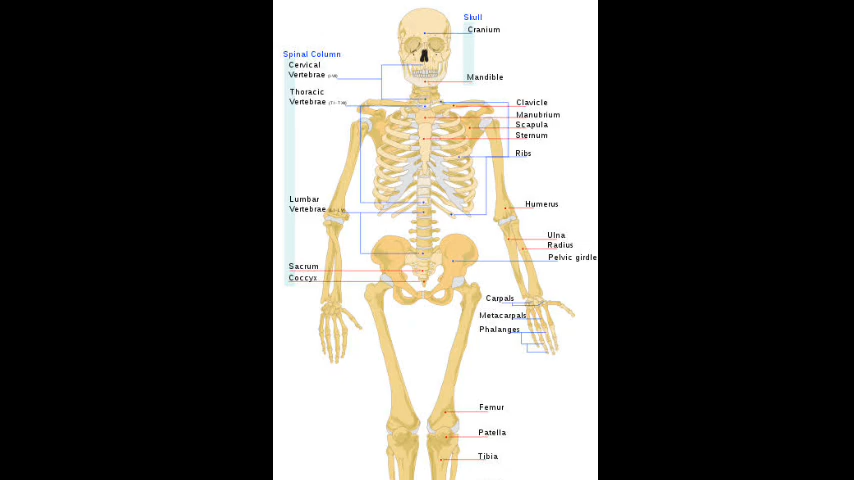 Skull
Cranium
Spinal Column
Cervical
Vertebrae
Mandible
Thoracic
Vertebrae
Clavicle
Manubrium
Scapula
Sternum
Ribs
Lumbar
Vertebrae
Humerus
Ulna
Radius
Pelvic girdle
Sacrum
Coccyx
Carpals
Metacarpals
Phalanges
Femur
Patella
Tibia